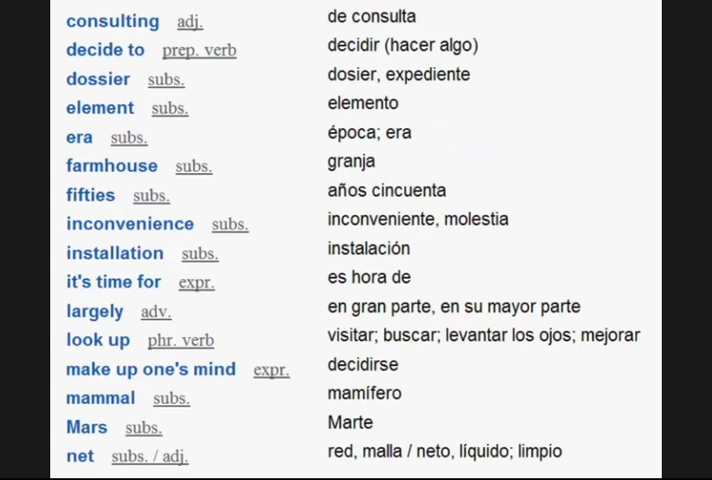 consulting adj. de consulta
decide to prep. verb decidir (hacer algo)
dossier subs. dosier, expediente
element subs. elemento
era subs. época; era
farmhouse subs. granja
fifties subs. años cincuenta
inconvenience subs. inconveniente, molestia
installation subs. instalación
it's time for expr. es hora de
largely adv. en gran parte, en su mayor parte
look up phr. verb visitar; buscar; levantar los ojos; mejorar
make up one's mind expr. decidirse
mammal subs. mamífero
Mars subs. Marte
net subs. / adj. red, malla / neto, líquido; limpio